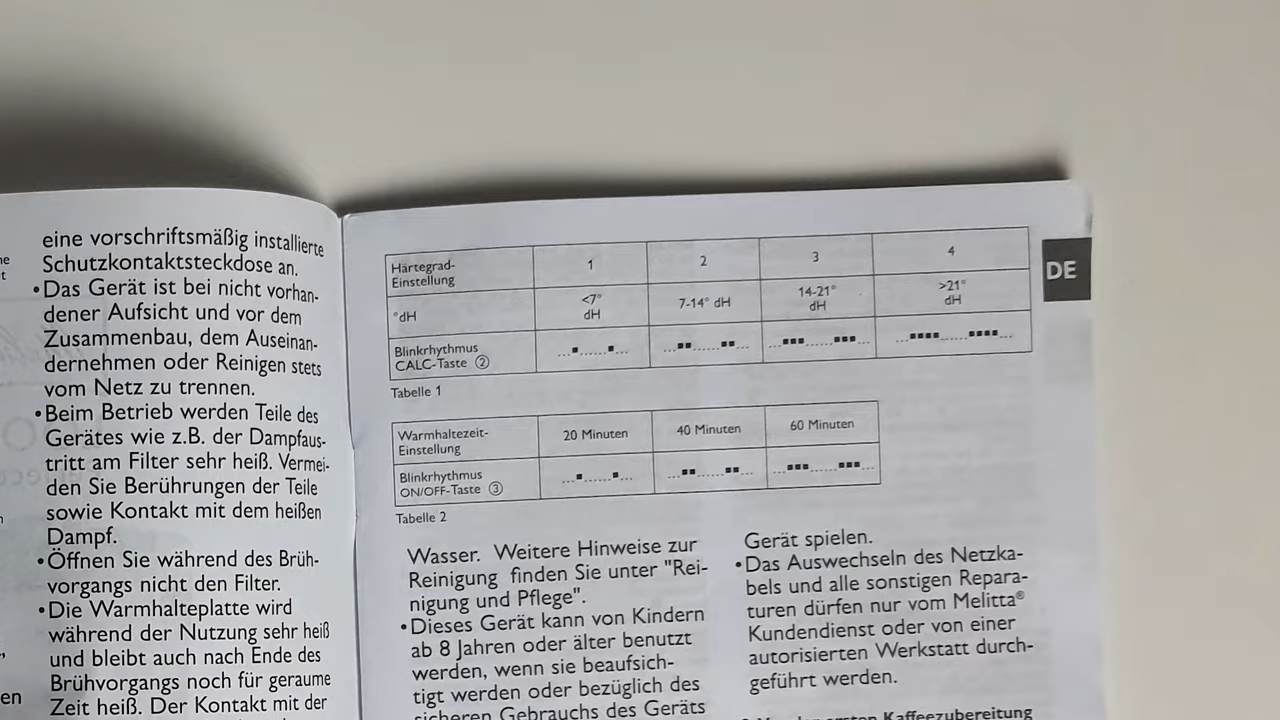 eine vorschriftsmäßig installierte
Schutzkontaktsteckdose an.
•Das Gerät ist bei nicht vorhan-
dener Aufsicht und vor dem
Zusammenbau, dem Auseinan-
dernehmen oder Reinigen stets
vom Netz zu trennen.
•Beim Betrieb werden Teile des
Gerätes wie z.B. der Dampfaus-
tritt am Filter sehr heiß. Vermei-
den Sie Berührungen der Teile
sowie Kontakt mit dem heißen
Dampf.
•Öffnen Sie während des Brüh-
vorgangs nicht den Filter.
•Die Warmhalteplatte wird
während der Nutzung sehr heiß
und bleibt auch nach Ende des
Brühvorgangs noch für geraume
Zeit heiß. Der Kontakt mit der
Härtegrad-
Einstellung 1 2 3 4
°dH <7° dH 7-14° dH 14-21° dH >21° dH
Blinkrhythmus
CALC-Taste ② ...▪......▪... ...▪▪......▪▪... ...▪▪▪......▪▪▪... ...▪▪▪▪......▪▪▪▪...
Tabelle 1
Warmhaltezeit-
Einstellung 20 Minuten 40 Minuten 60 Minuten
Blinkrhythmus
ON/OFF-Taste ③ ...▪......▪... ...▪▪......▪▪... ...▪▪▪......▪▪▪...
Tabelle 2
Wasser. Weitere Hinweise zur
Reinigung finden Sie unter "Rei-
nigung und Pflege".
•Dieses Gerät kann von Kindern
ab 8 Jahren oder älter benutzt
werden, wenn sie beaufsich-
tigt werden oder bezüglich des
sicheren Gebrauchs des Geräts
Gerät spielen.
•Das Auswechseln des Netzka-
bels und alle sonstigen Repara-
turen dürfen nur vom Melitta®
Kundendienst oder von einer
autorisierten Werkstatt durch-
geführt werden.
Kaffeezubereitung
DE